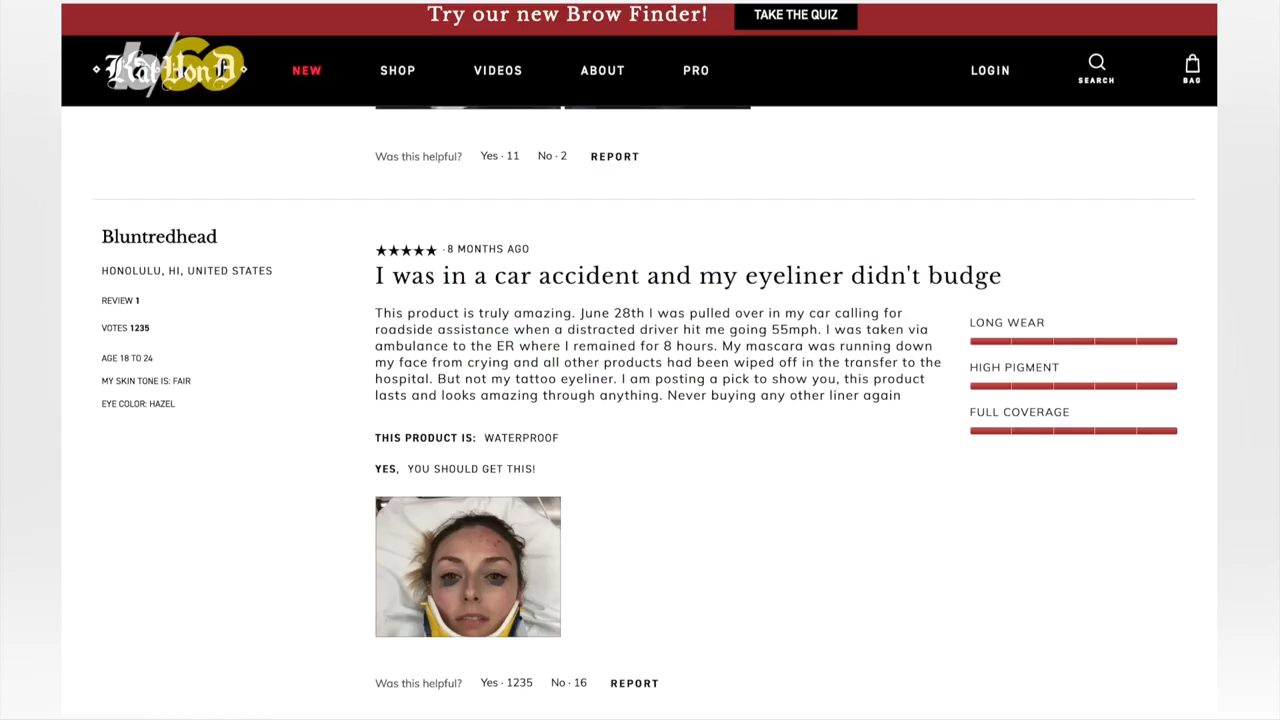 Try our new Brow Finder!
TAKE THE QUIZ
Kat Von D
NEW
SHOP
VIDEOS
ABOUT
PRO
LOGIN
SEARCH
BAG
Was this helpful? Yes · 11 No · 2 REPORT
Bluntredhead
HONOLULU, HI, UNITED STATES
REVIEW 1
VOTES 1235
AGE 18 TO 24
MY SKIN TONE IS: FAIR
EYE COLOR: HAZEL
★★★★★ · 8 MONTHS AGO
I was in a car accident and my eyeliner didn't budge
This product is truly amazing. June 28th I was pulled over in my car calling for
roadside assistance when a distracted driver hit me going 55mph. I was taken via
ambulance to the ER where I remained for 8 hours. My mascara was running down
my face from crying and all other products had been wiped off in the transfer to the
hospital. But not my tattoo eyeliner. I am posting a pick to show you, this product
lasts and looks amazing through anything. Never buying any other liner again
THIS PRODUCT IS: WATERPROOF
YES, YOU SHOULD GET THIS!
LONG WEAR
HIGH PIGMENT
FULL COVERAGE
Was this helpful? Yes · 1235 No · 16 REPORT